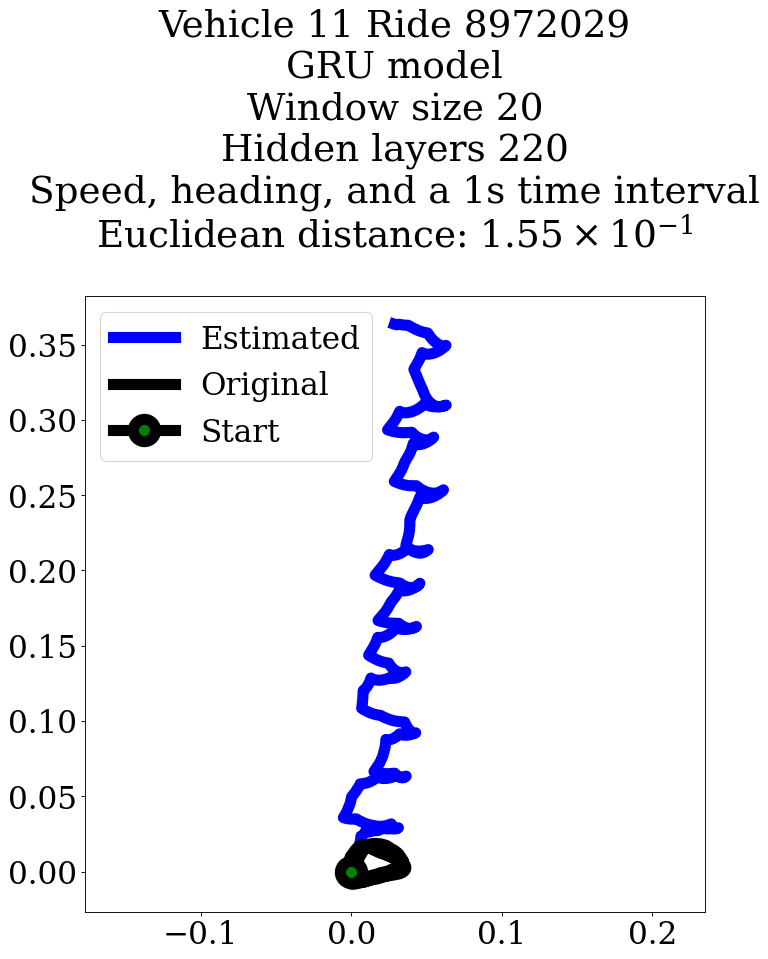 Vehicle 11 Ride 8972029
GRU model
Window size 20
Hidden layers 220
Speed, heading, and a 1s time interval
Euclidean distance: 1.55 × 10⁻¹
Estimated
Original
Start
0.35
0.30
0.25
0.20
0.15
0.10
0.05
0.00
−0.1
0.0
0.1
0.2